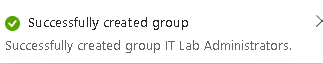 Successfully created group
Successfully created group IT Lab Administrators.